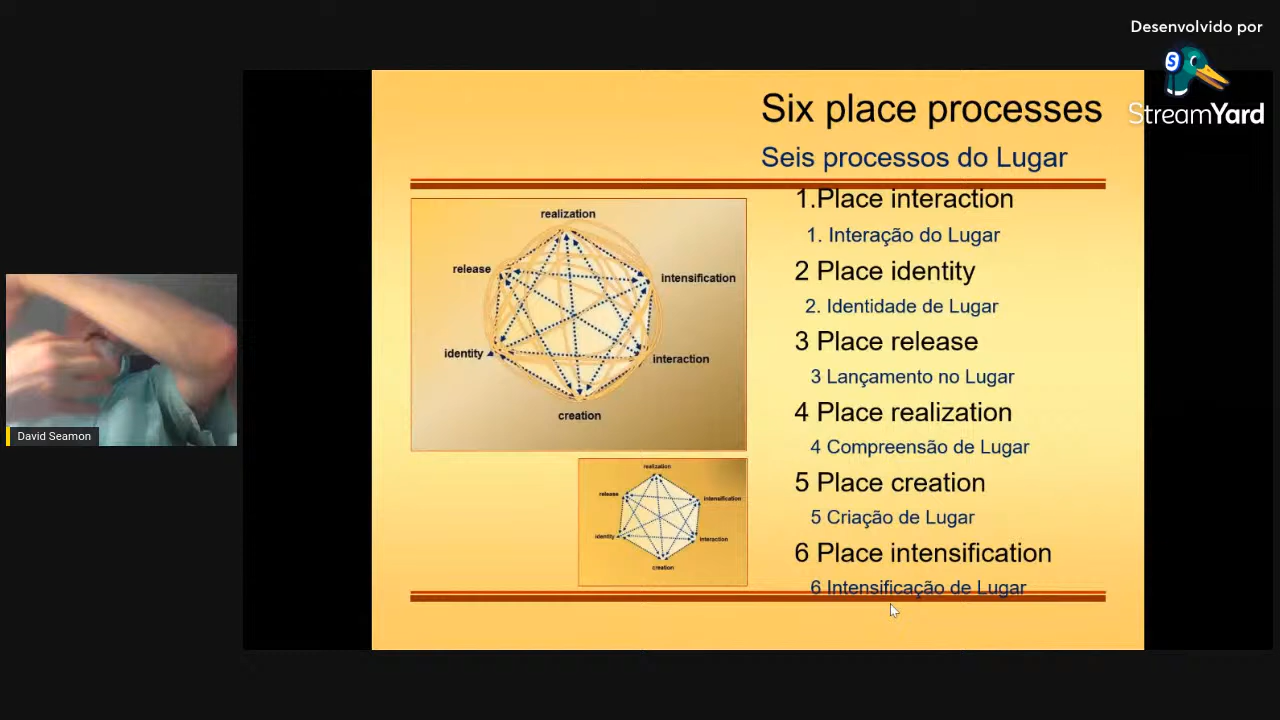 Desenvolvido por
StreamYard
Six place processes
Seis processos do Lugar
realization
release
intensification
identity
interaction
creation
realization
release
intensification
identity
interaction
creation
1.Place interaction
1. Interação do Lugar
2 Place identity
2. Identidade de Lugar
3 Place release
3 Lançamento no Lugar
4 Place realization
4 Compreensão de Lugar
5 Place creation
5 Criação de Lugar
6 Place intensification
6 Intensificação de Lugar
David Seamon